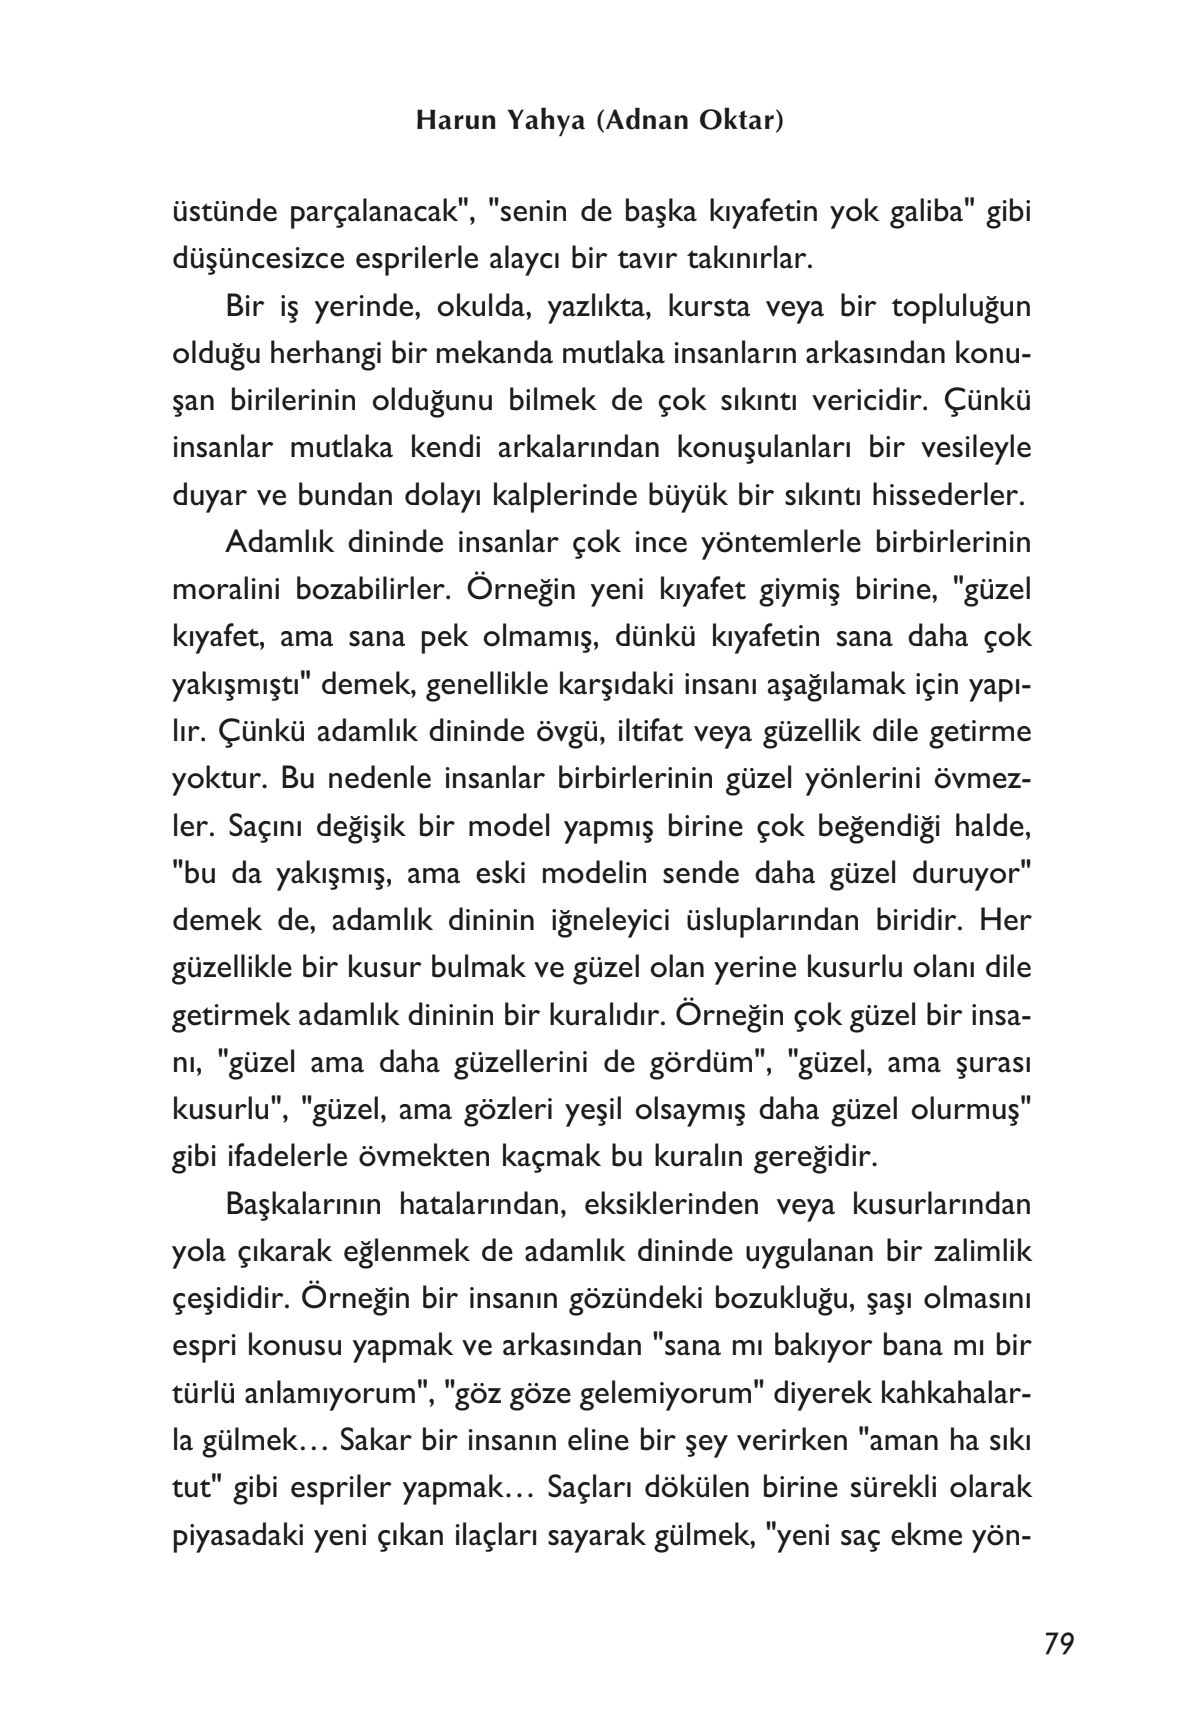 Harun Yahya (Adnan Oktar)
üstünde parçalanacak", "senin de başka kıyafetin yok galiba" gibi
düşüncesizce esprilerle alaycı bir tavır takınırlar.
Bir iş yerinde, okulda, yazlıkta, kursta veya bir topluluğun
olduğu herhangi bir mekanda mutlaka insanların arkasından konu-
şan birilerinin olduğunu bilmek de çok sıkıntı vericidir. Çünkü
insanlar mutlaka kendi arkalarından konuşulanları bir vesileyle
duyar ve bundan dolayı kalplerinde büyük bir sıkıntı hissederler.
Adamlık dininde insanlar çok ince yöntemlerle birbirlerinin
moralini bozabilirler. Örneğin yeni kıyafet giymiş birine, "güzel
kıyafet, ama sana pek olmamış, dünkü kıyafetin sana daha çok
yakışmıştı" demek, genellikle karşıdaki insanı aşağılamak için yapı-
lır. Çünkü adamlık dininde övgü, iltifat veya güzellik dile getirme
yoktur. Bu nedenle insanlar birbirlerinin güzel yönlerini övmez-
ler. Saçını değişik bir model yapmış birine çok beğendiği halde,
"bu da yakışmış, ama eski modelin sende daha güzel duruyor"
demek de, adamlık dininin iğneleyici üsluplarından biridir. Her
güzellikle bir kusur bulmak ve güzel olan yerine kusurlu olanı dile
getirmek adamlık dininin bir kuralıdır. Örneğin çok güzel bir insa-
nı, "güzel ama daha güzellerini de gördüm", "güzel, ama şurası
kusurlu", "güzel, ama gözleri yeşil olsaymış daha güzel olurmuş"
gibi ifadelerle övmekten kaçmak bu kuralın gereğidir.
Başkalarının hatalarından, eksiklerinden veya kusurlarından
yola çıkarak eğlenmek de adamlık dininde uygulanan bir zalimlik
çeşididir. Örneğin bir insanın gözündeki bozukluğu, şaşı olmasını
espri konusu yapmak ve arkasından "sana mı bakıyor bana mı bir
türlü anlamıyorum", "göz göze gelemiyorum" diyerek kahkahalar-
la gülmek… Sakar bir insanın eline bir şey verirken "aman ha sıkı
tut" gibi espriler yapmak… Saçları dökülen birine sürekli olarak
piyasadaki yeni çıkan ilaçları sayarak gülmek, "yeni saç ekme yön-
79